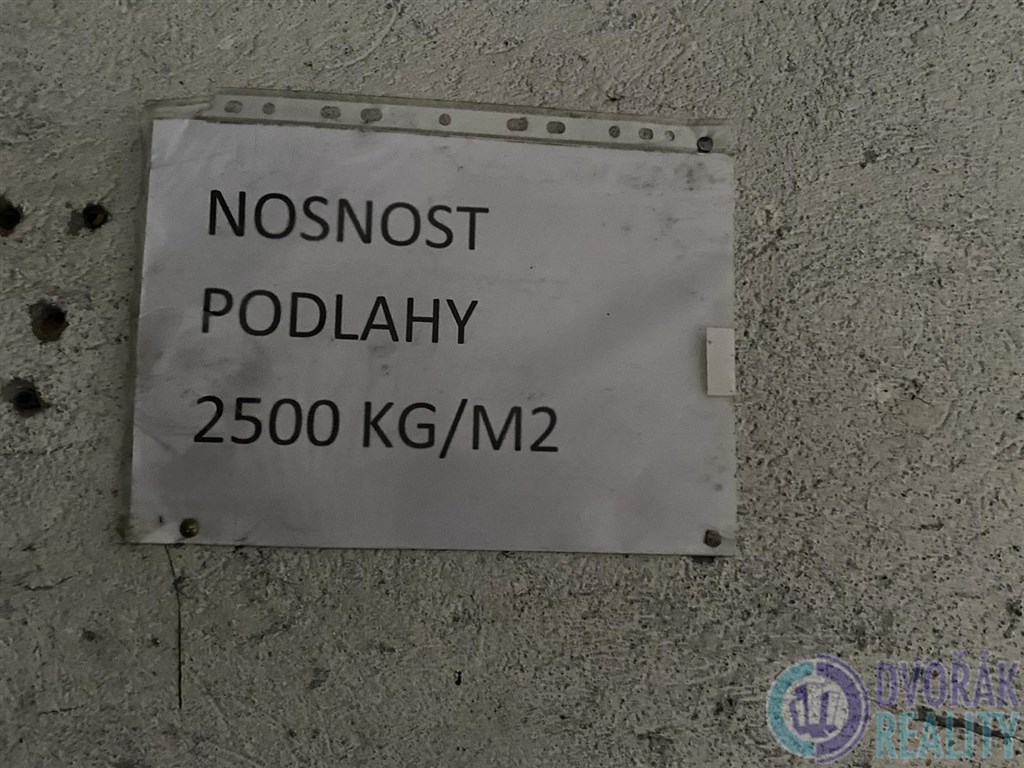 NOSNOST
PODLAHY
2500 KG/M2
DVOŘÁK
REALITY